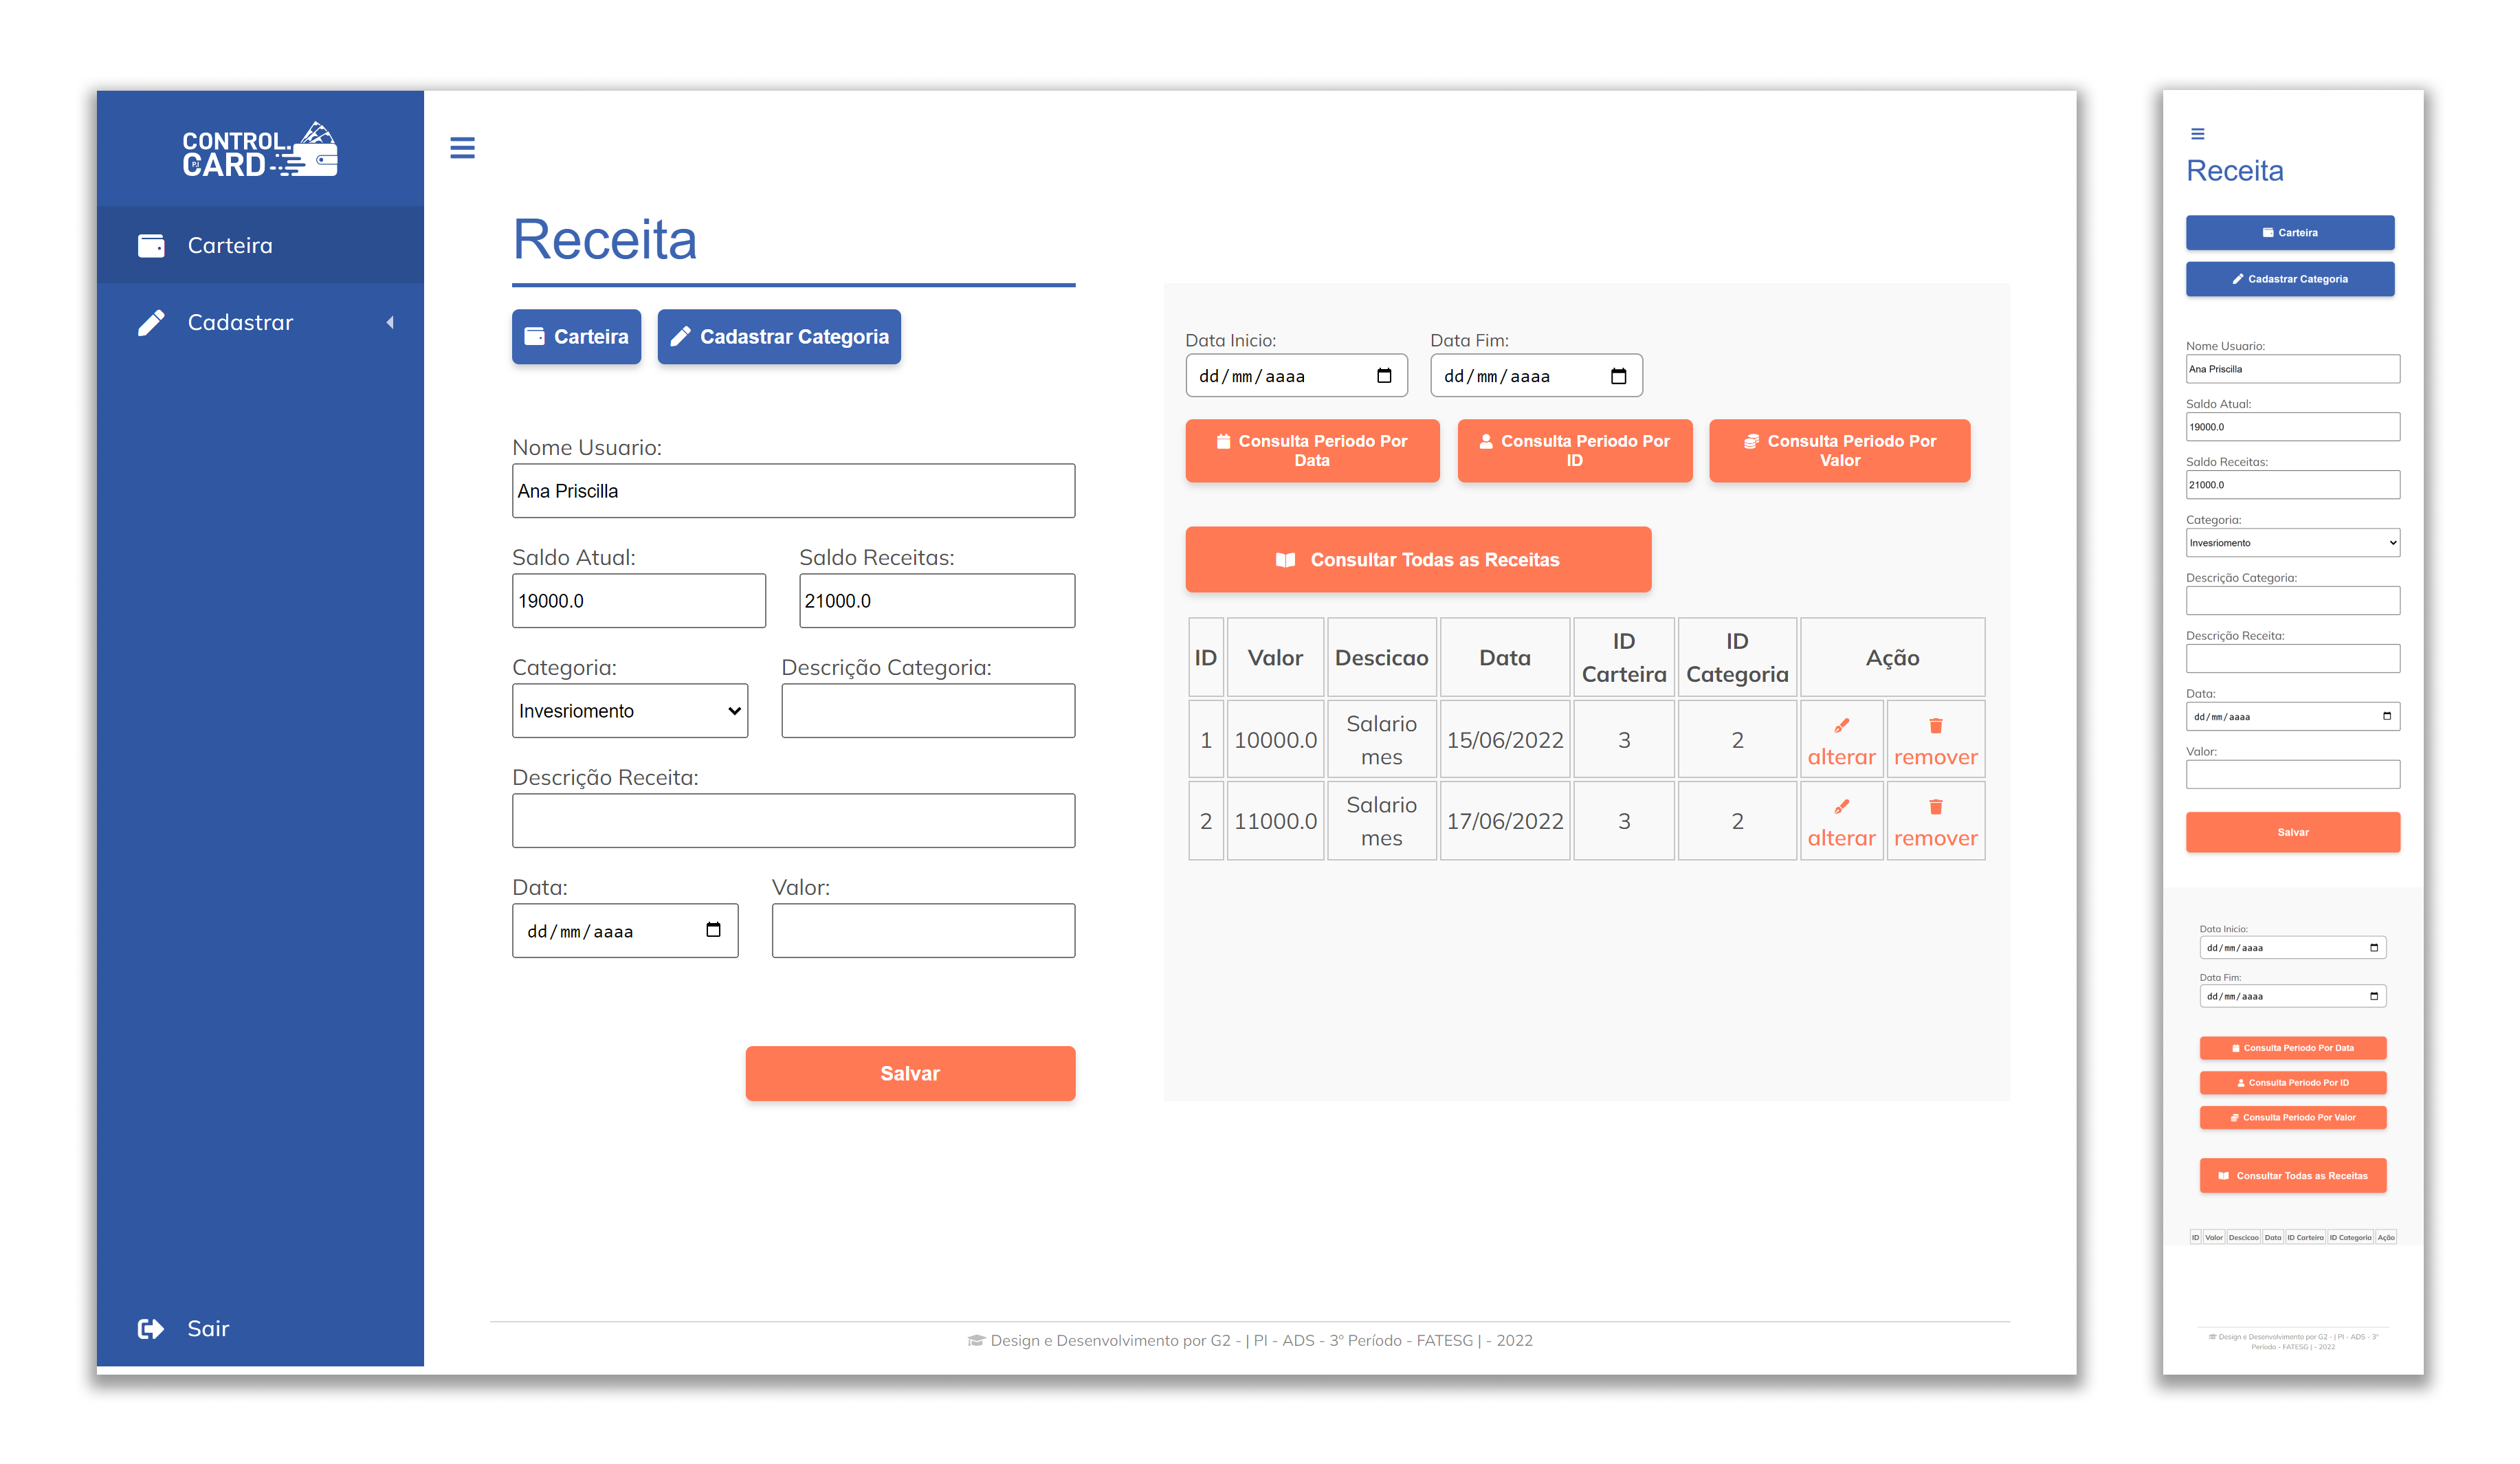 CONTROL.
CARD
P.I
Carteira
Cadastrar
Sair
Receita
Carteira
Cadastrar Categoria
Nome Usuario:
Ana Priscilla
Saldo Atual:
Saldo Receitas:
19000.0
21000.0
Categoria:
Descrição Categoria:
Invesriomento
Descrição Receita:
Data:
Valor:
dd/mm/aaaa
Salvar
Data Inicio:
Data Fim:
dd/mm/aaaa
dd/mm/aaaa
Consulta Periodo Por
Data
Consulta Periodo Por
ID
Consulta Periodo Por
Valor
Consultar Todas as Receitas
ID Valor Descicao Data ID Carteira ID Categoria Ação
1 10000.0 Salario mes 15/06/2022 3 2 alterar remover
2 11000.0 Salario mes 17/06/2022 3 2 alterar remover
Design e Desenvolvimento por G2 - | PI - ADS - 3º Período - FATESG | - 2022
Receita
Carteira
Cadastrar Categoria
Nome Usuario:
Ana Priscilla
Saldo Atual:
19000.0
Saldo Receitas:
21000.0
Categoria:
Invesriomento
Descrição Categoria:
Descrição Receita:
Data:
dd/mm/aaaa
Valor:
Salvar
Data Inicio:
dd/mm/aaaa
Data Fim:
dd/mm/aaaa
Consulta Periodo Por Data
Consulta Periodo Por ID
Consulta Periodo Por Valor
Consultar Todas as Receitas
ID Valor Descicao Data ID Carteira ID Categoria Ação
Design e Desenvolvimento por G2 - | PI - ADS - 3º
Período - FATESG | - 2022